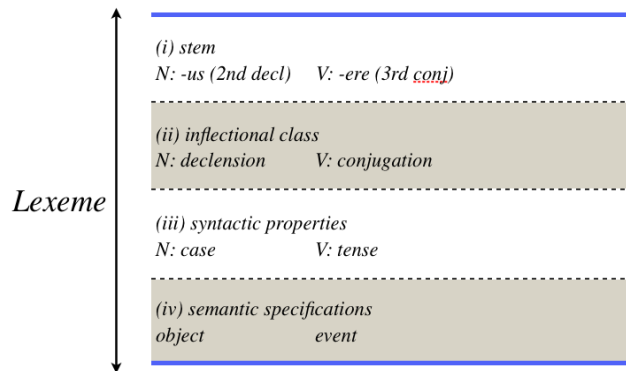 (i) stem
N: -us (2nd decl) V: -ere (3rd conj)
(ii) inflectional class
N: declension V: conjugation
Lexeme
(iii) syntactic properties
N: case V: tense
(iv) semantic specifications
object event